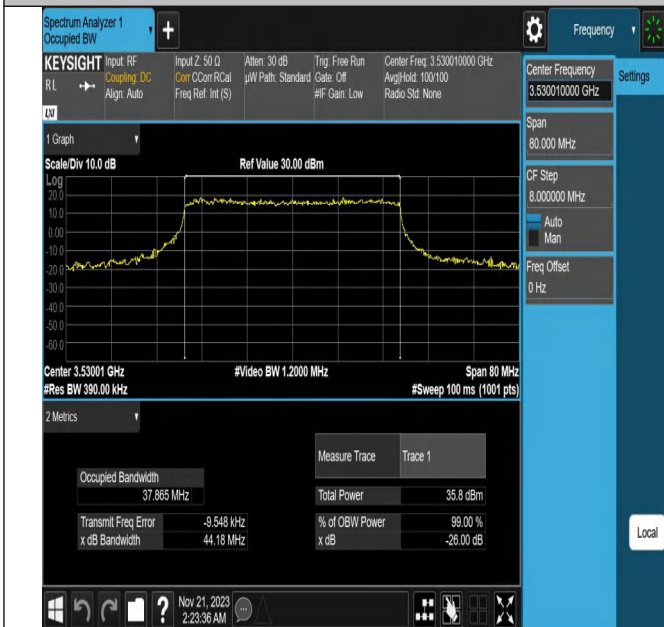 Spectrum Analyzer 1
Occupied BW
+
Frequency
KEYSIGHT
RL
Input: RF
Coupling: DC
Align: Auto
Input Z: 50 Ω
Corr CCorr RCal
Freq Ref: Int (S)
Atten: 30 dB
µW Path: Standard
Trig: Free Run
Gate: Off
#IF Gain: Low
Center Freq: 3.530010000 GHz
Avg|Hold: 100/100
Radio Std: None
LXI
Center Frequency
3.530010000 GHz
Settings
Span
80.000 MHz
CF Step
8.000000 MHz
Auto
Man
Freq Offset
0 Hz
Local
1 Graph
Scale/Div 10.0 dB
Ref Value 30.00 dBm
Log
20.0
10.0
0.00
-10.0
-20.0
-30.0
-40.0
-50.0
-60.0
Center 3.53001 GHz
#Video BW 1.2000 MHz
Span 80 MHz
#Res BW 390.00 kHz
#Sweep 100 ms (1001 pts)
2 Metrics
Measure Trace Trace 1
Occupied Bandwidth
37.865 MHz
Total Power 35.8 dBm
Transmit Freq Error -9.548 kHz
% of OBW Power 99.00 %
x dB Bandwidth 44.18 MHz
x dB -26.00 dB
?
Nov 21, 2023
2:23:36 AM